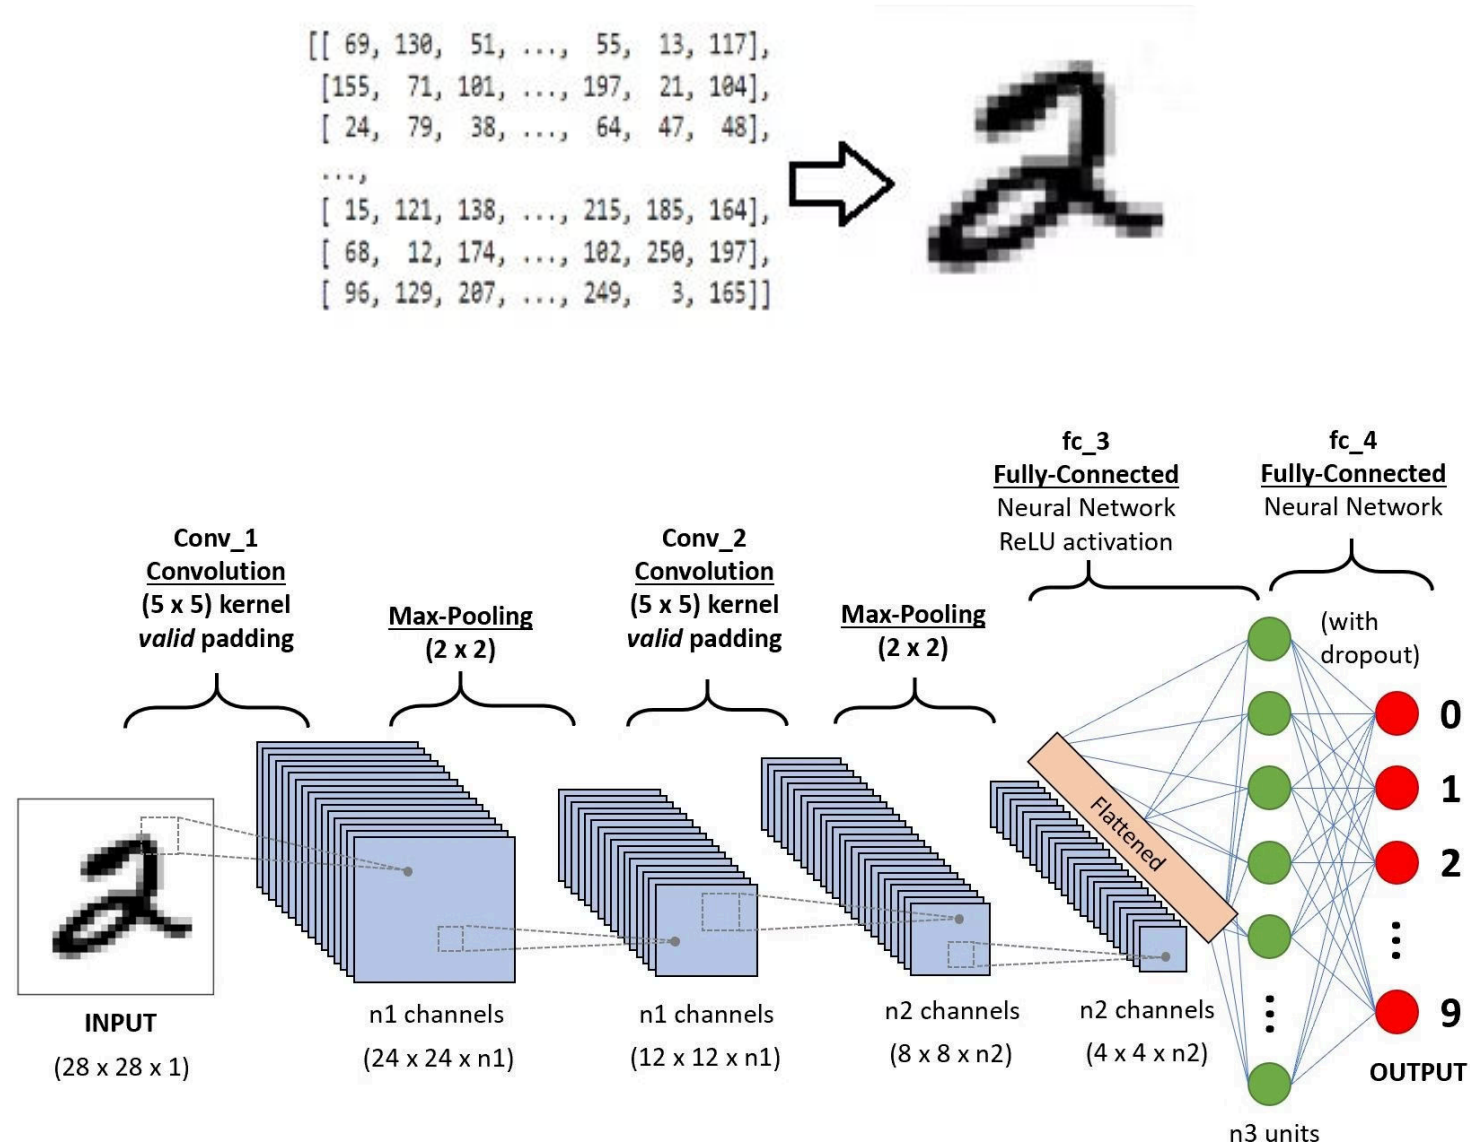 [[ 69, 130, 51, ..., 55, 13, 117],
[155, 71, 101, ..., 197, 21, 104],
[ 24, 79, 38, ..., 64, 47, 48],
...,
[ 15, 121, 138, ..., 215, 185, 164],
[ 68, 12, 174, ..., 102, 250, 197],
[ 96, 129, 207, ..., 249, 3, 165]]
Conv_1
Convolution
(5 x 5) kernel
valid padding
Max-Pooling
(2 x 2)
Conv_2
Convolution
(5 x 5) kernel
valid padding
Max-Pooling
(2 x 2)
fc_3
Fully-Connected
Neural Network
ReLU activation
fc_4
Fully-Connected
Neural Network
(with
dropout)
Flattened
0
1
2
9
OUTPUT
INPUT
(28 x 28 x 1)
n1 channels
(24 x 24 x n1)
n1 channels
(12 x 12 x n1)
n2 channels
(8 x 8 x n2)
n2 channels
(4 x 4 x n2)
n3 units